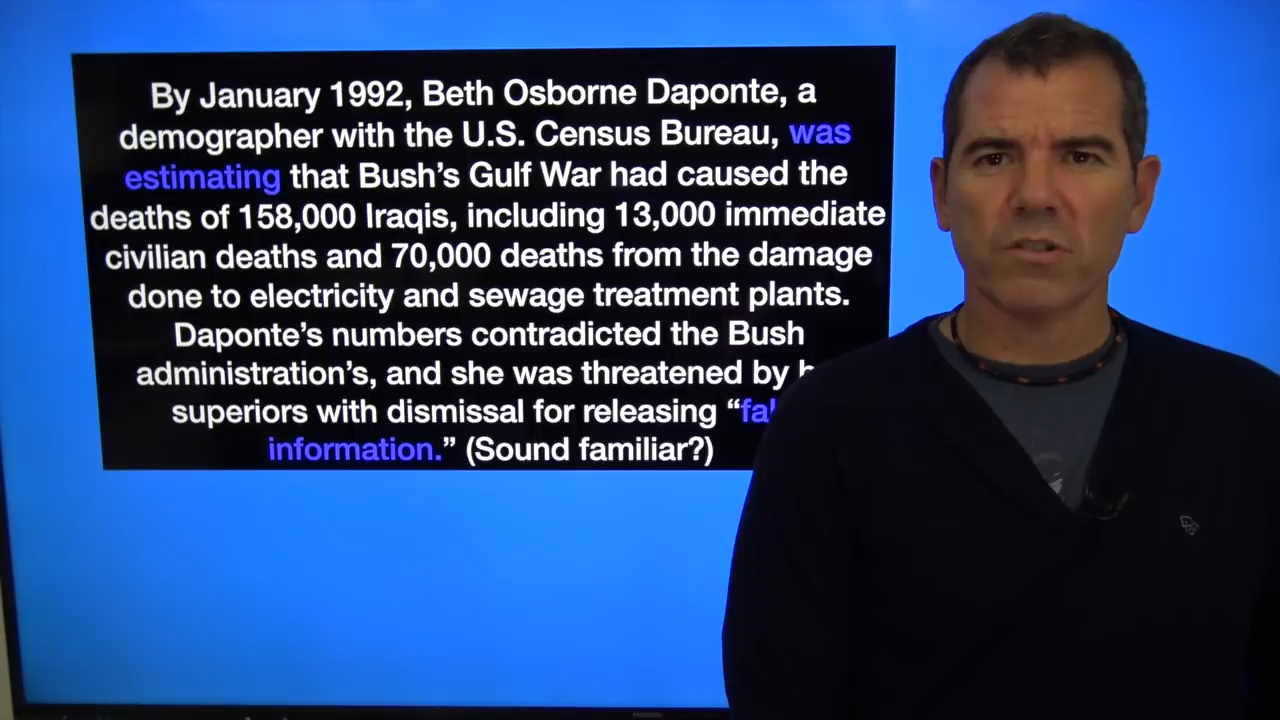 By January 1992, Beth Osborne Daponte, a
demographer with the U.S. Census Bureau, was
estimating that Bush's Gulf War had caused the
deaths of 158,000 Iraqis, including 13,000 immediate
civilian deaths and 70,000 deaths from the damage
done to electricity and sewage treatment plants.
Daponte's numbers contradicted the Bush
administration's, and she was threatened by
superiors with dismissal for releasing “
information.” (Sound familiar?)